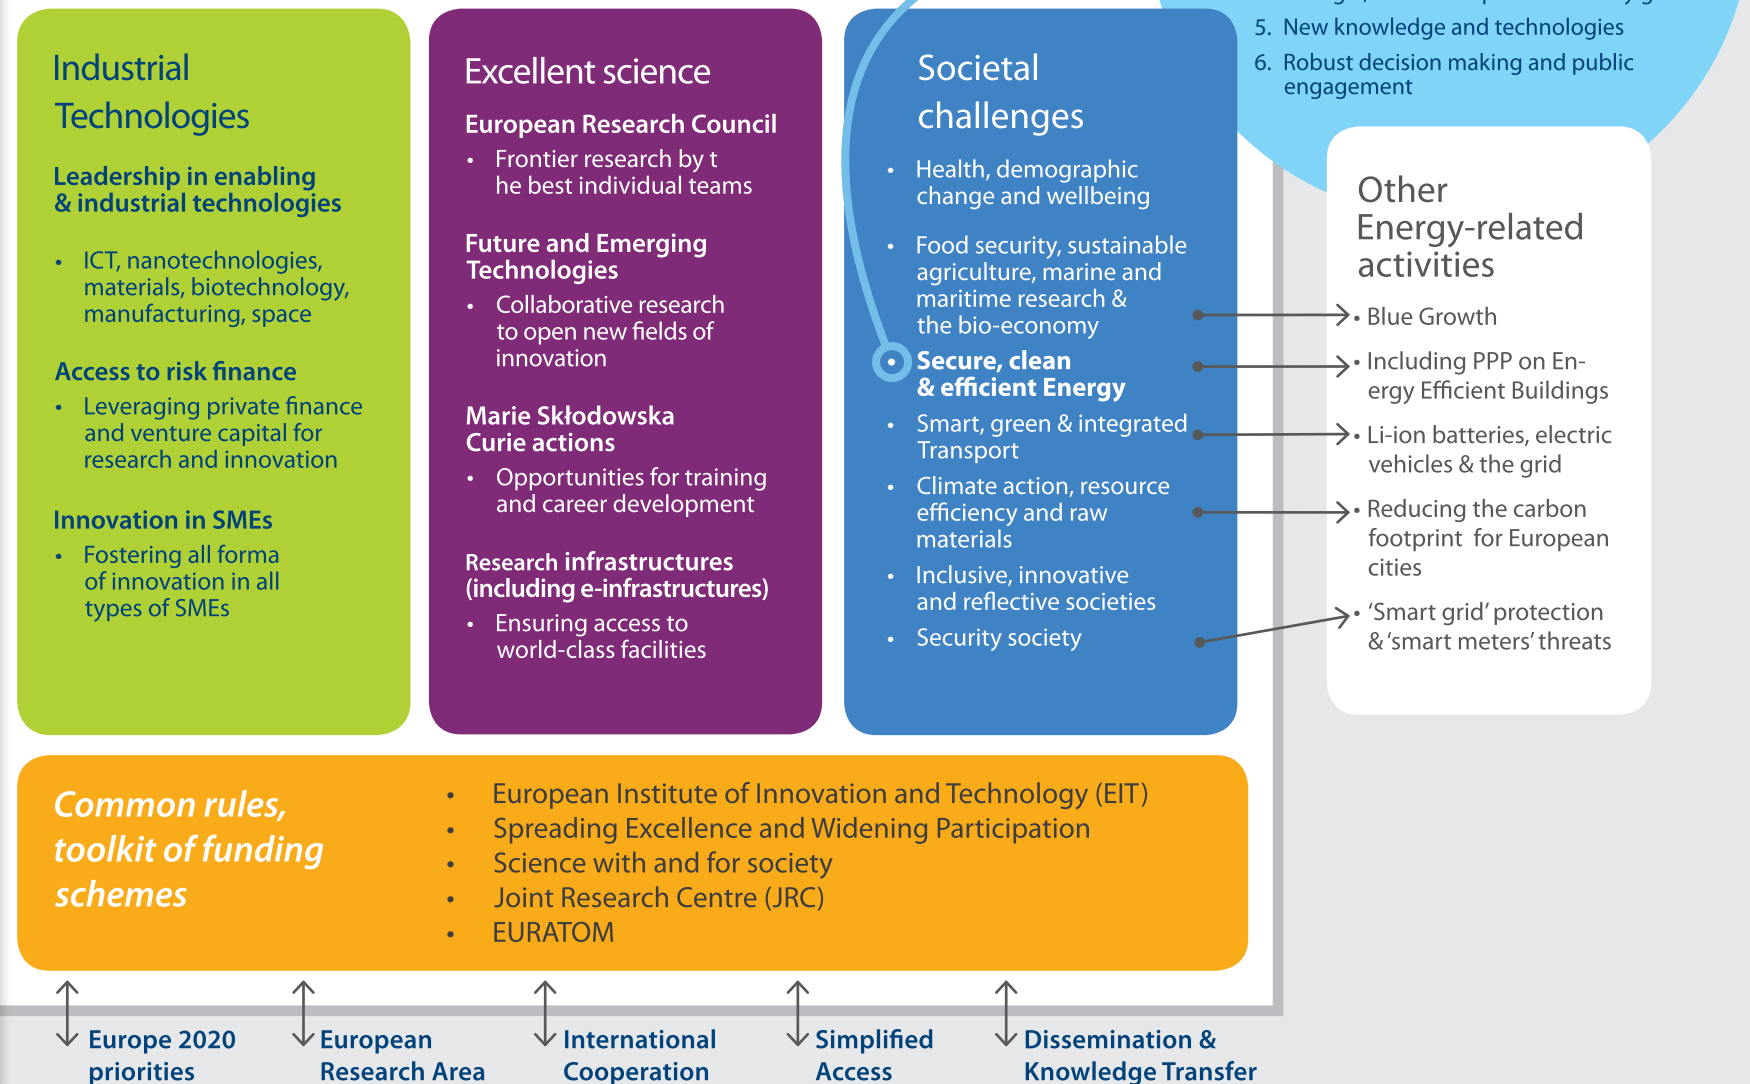 5. New knowledge and technologies
6. Robust decision making and public
engagement
Industrial
Technologies
Leadership in enabling
& industrial technologies
• ICT, nanotechnologies,
materials, biotechnology,
manufacturing, space
Access to risk finance
• Leveraging private finance
and venture capital for
research and innovation
Innovation in SMEs
• Fostering all forma
of innovation in all
types of SMEs
Excellent science
European Research Council
• Frontier research by t
he best individual teams
Future and Emerging
Technologies
• Collaborative research
to open new fields of
innovation
Marie Skłodowska
Curie actions
• Opportunities for training
and career development
Research infrastructures
(including e-infrastructures)
• Ensuring access to
world-class facilities
Societal
challenges
• Health, demographic
change and wellbeing
• Food security, sustainable
agriculture, marine and
maritime research &
the bio-economy
• Secure, clean
& efficient Energy
• Smart, green & integrated
Transport
• Climate action, resource
efficiency and raw
materials
• Inclusive, innovative
and reflective societies
• Security society
Other
Energy-related
activities
• Blue Growth
• Including PPP on En-
ergy Efficient Buildings
• Li-ion batteries, electric
vehicles & the grid
• Reducing the carbon
footprint for European
cities
• ‘Smart grid’ protection
& ‘smart meters’ threats
Common rules,
toolkit of funding
schemes
• European Institute of Innovation and Technology (EIT)
• Spreading Excellence and Widening Participation
• Science with and for society
• Joint Research Centre (JRC)
• EURATOM
Europe 2020
priorities
European
Research Area
International
Cooperation
Simplified
Access
Dissemination &
Knowledge Transfer